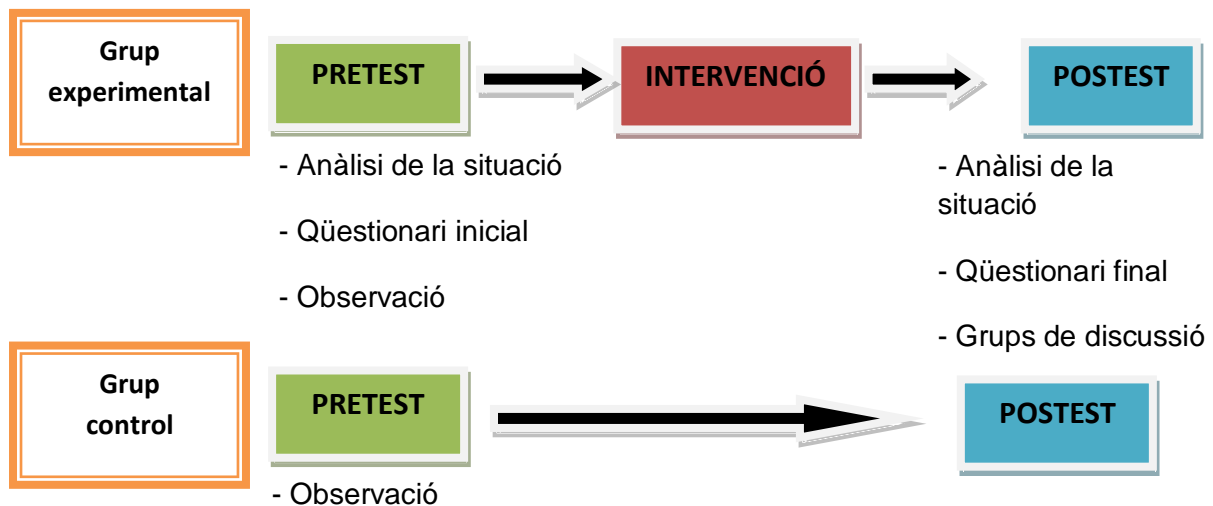 Grup
experimental
PRETEST
INTERVENCIÓ
POSTEST
- Anàlisi de la situació
- Qüestionari inicial
- Observació
- Anàlisi de la
situació
- Qüestionari final
- Grups de discussió
Grup
control
PRETEST
POSTEST
- Observació